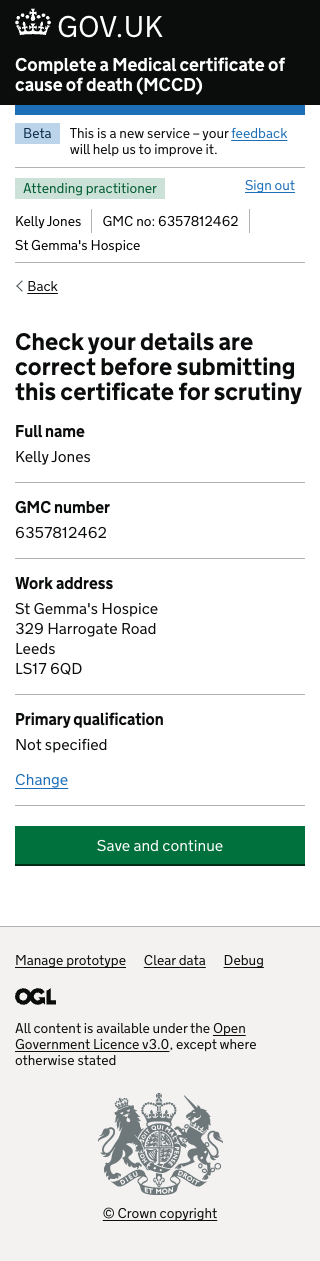 GOV.UK
Complete a Medical certificate of
cause of death (MCCD)
Beta This is a new service – your feedback
will help us to improve it.
Attending practitioner Sign out
Kelly Jones GMC no: 6357812462
St Gemma's Hospice
Back
Check your details are
correct before submitting
this certificate for scrutiny
Full name
Kelly Jones
GMC number
6357812462
Work address
St Gemma's Hospice
329 Harrogate Road
Leeds
LS17 6QD
Primary qualification
Not specified
Change
Save and continue
Manage prototype Clear data Debug
OGL
All content is available under the Open
Government Licence v3.0, except where
otherwise stated
© Crown copyright